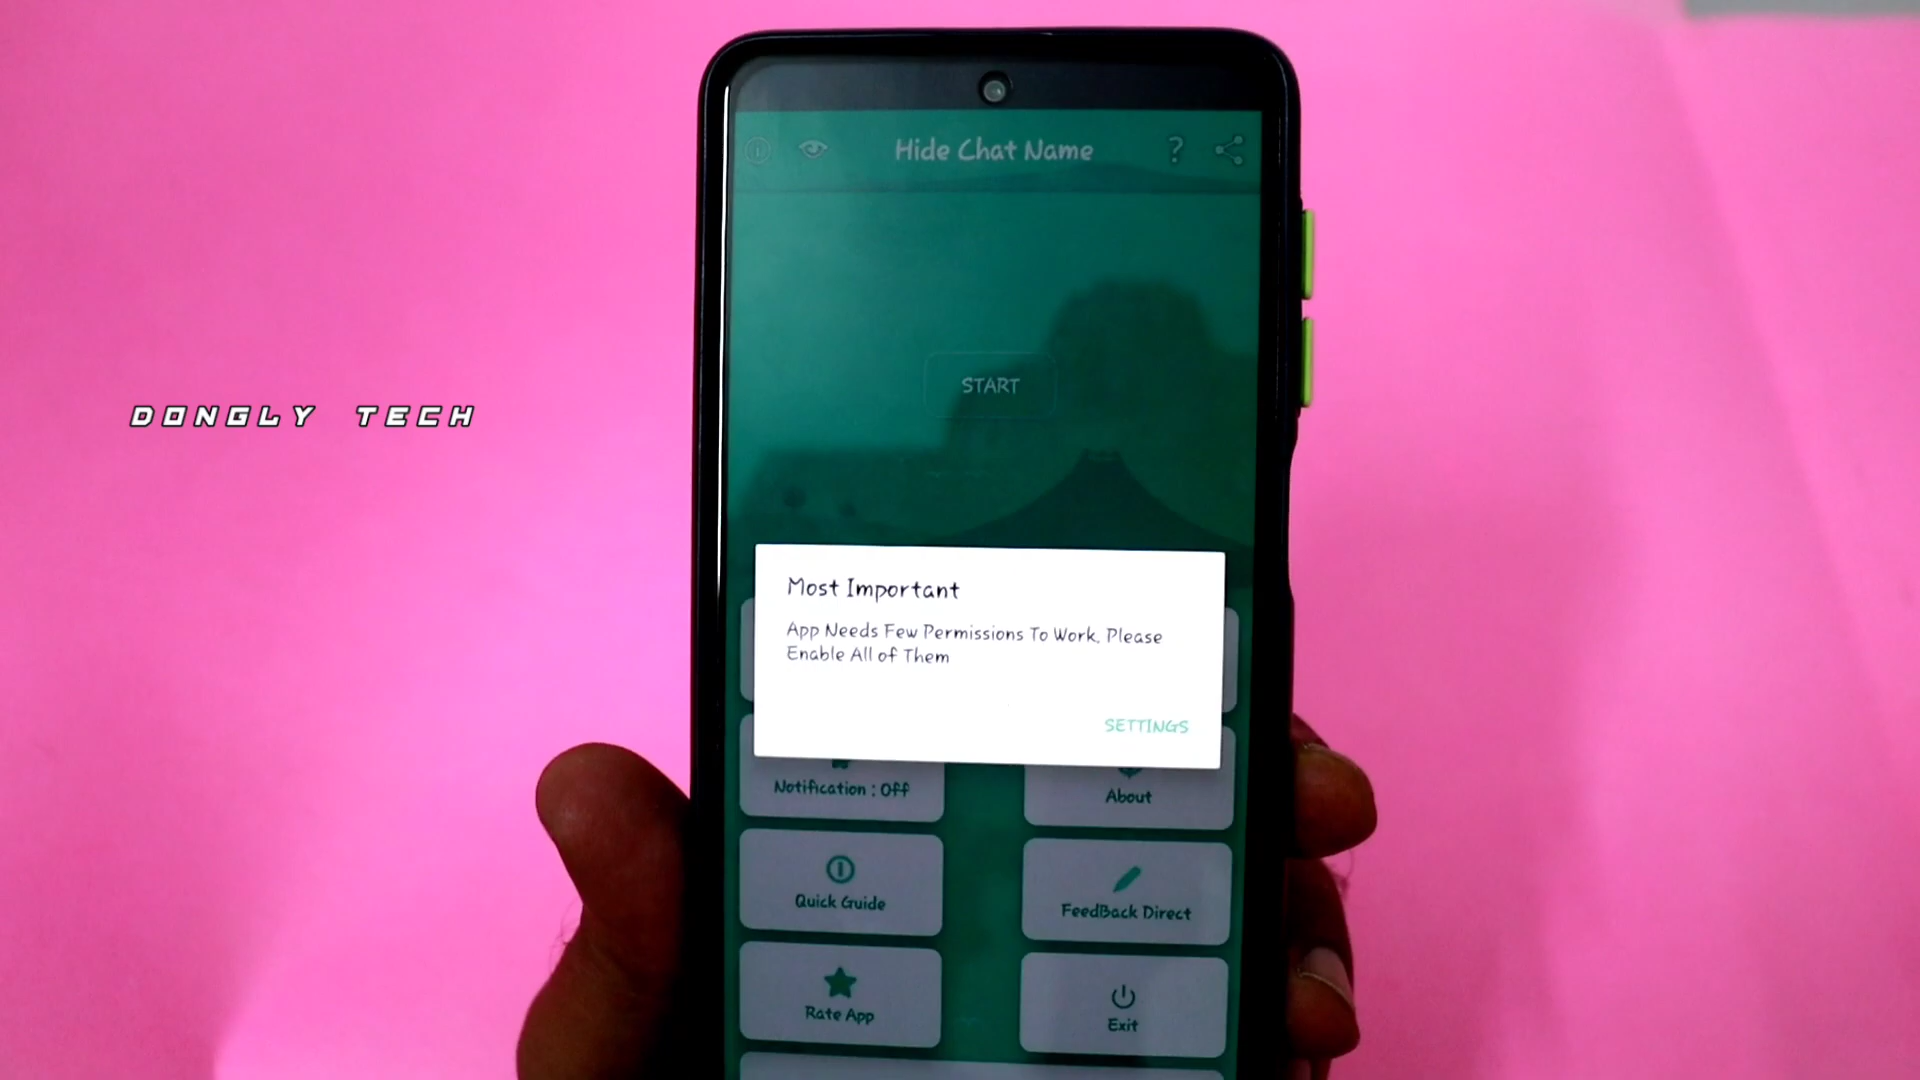 Hide Chat Name
?
START
DONGLY TECH
Most Important
App Needs Few Permissions To Work, Please
Enable All of Them
SETTINGS
Notification : Off
About
Quick Guide
FeedBack Direct
Rate App
Exit